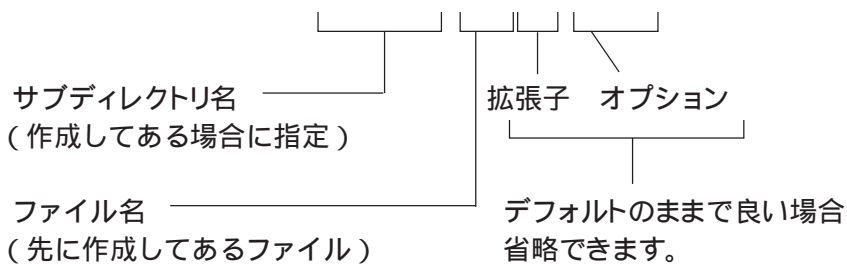 サブディレクトリ名
(作成してある場合に指定)
拡張子 オプション
ファイル名
(先に作成してあるファイル)
デフォルトのままで良い場合
省略できます。